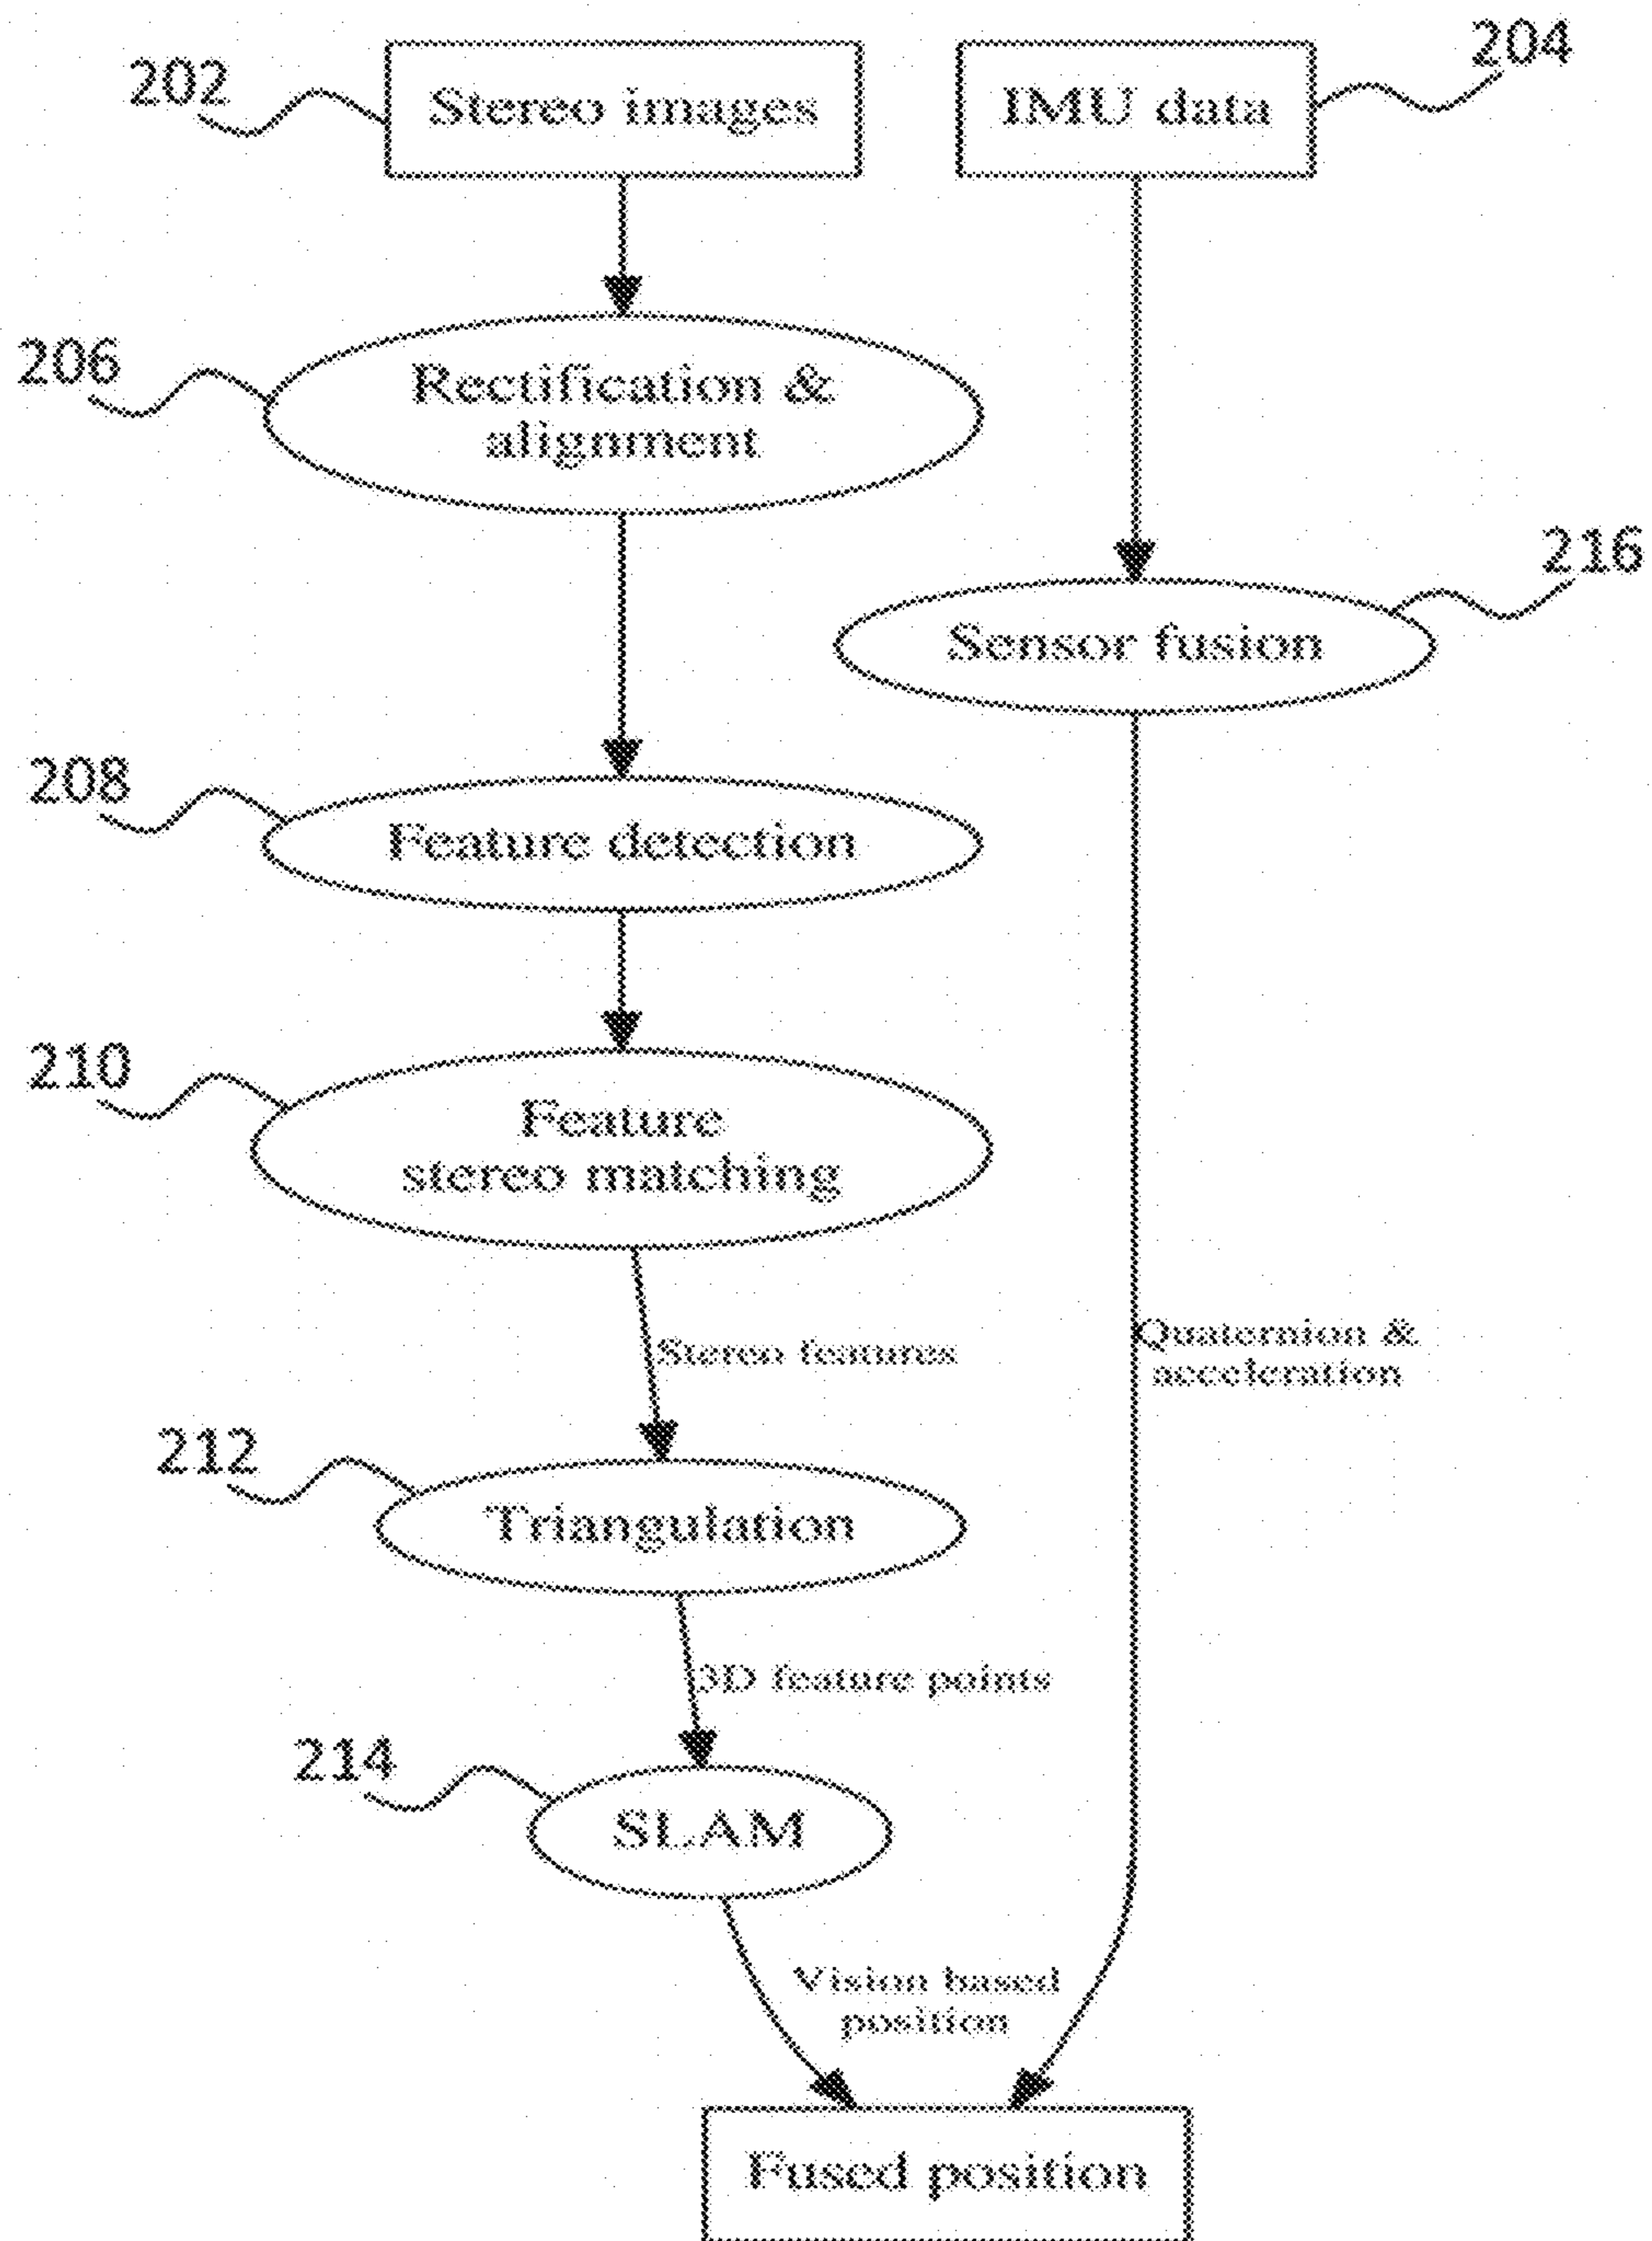 202
Stereo images
IMU data
204
206
Rectification &
alignment
216
Sensor fusion
208
Feature detection
210
Feature
stereo matching
Stereo features
Quaternion &
acceleration
212
Triangulation
3D feature points
214
SLAM
Vision based
position
Fused position